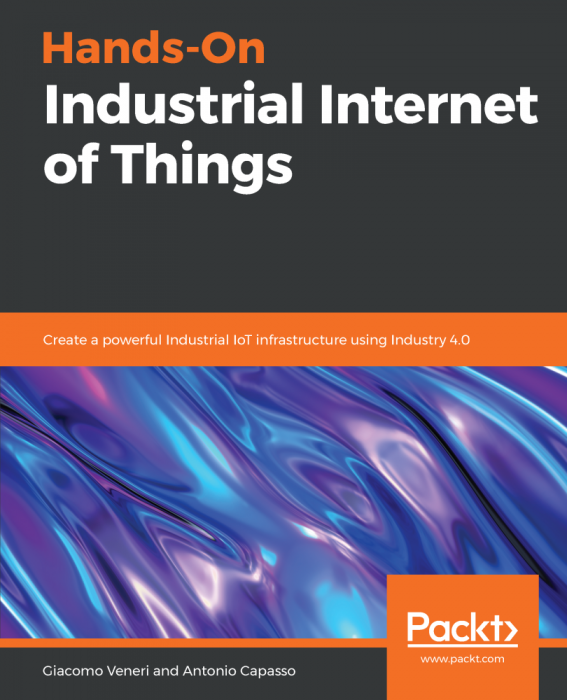 Hands-On
Industrial Internet
of Things
Create a powerful Industrial IoT infrastructure using Industry 4.0
Packt>
www.packt.com
Giacomo Veneri and Antonio Capasso